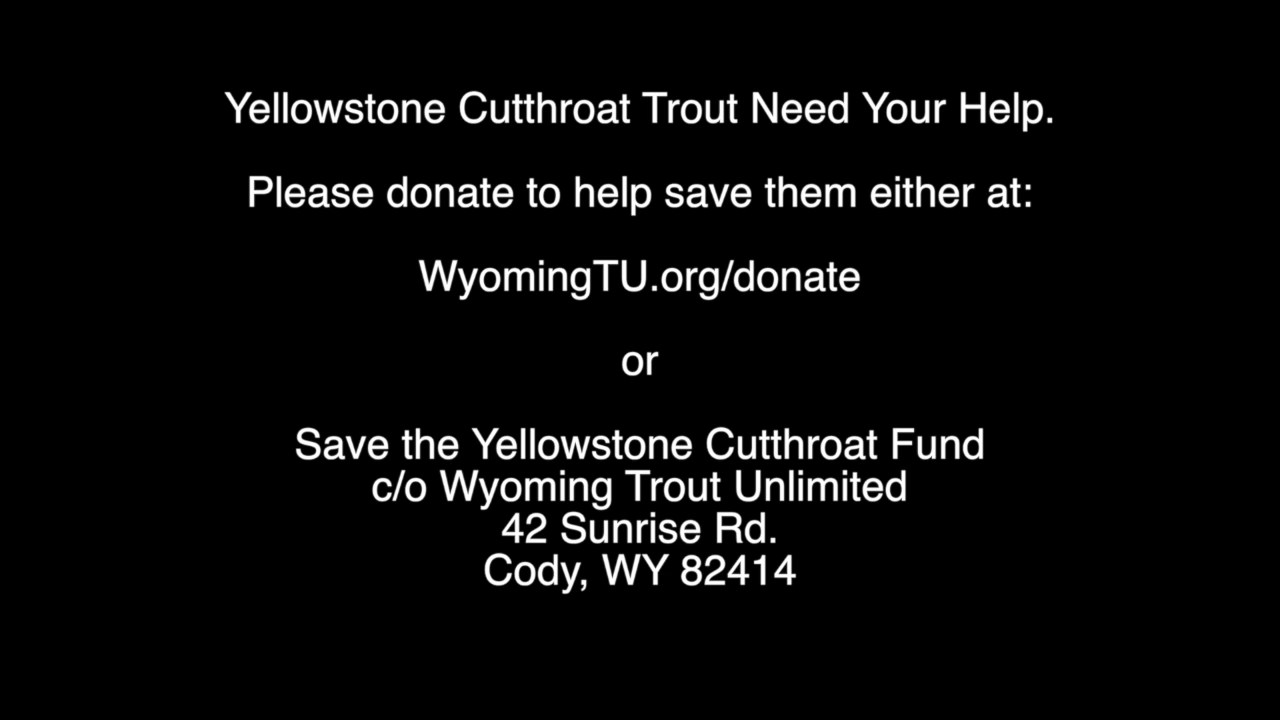 Yellowstone Cutthroat Trout Need Your Help.
Please donate to help save them either at:
WyomingTU.org/donate
or
Save the Yellowstone Cutthroat Fund
c/o Wyoming Trout Unlimited
42 Sunrise Rd.
Cody, WY 82414